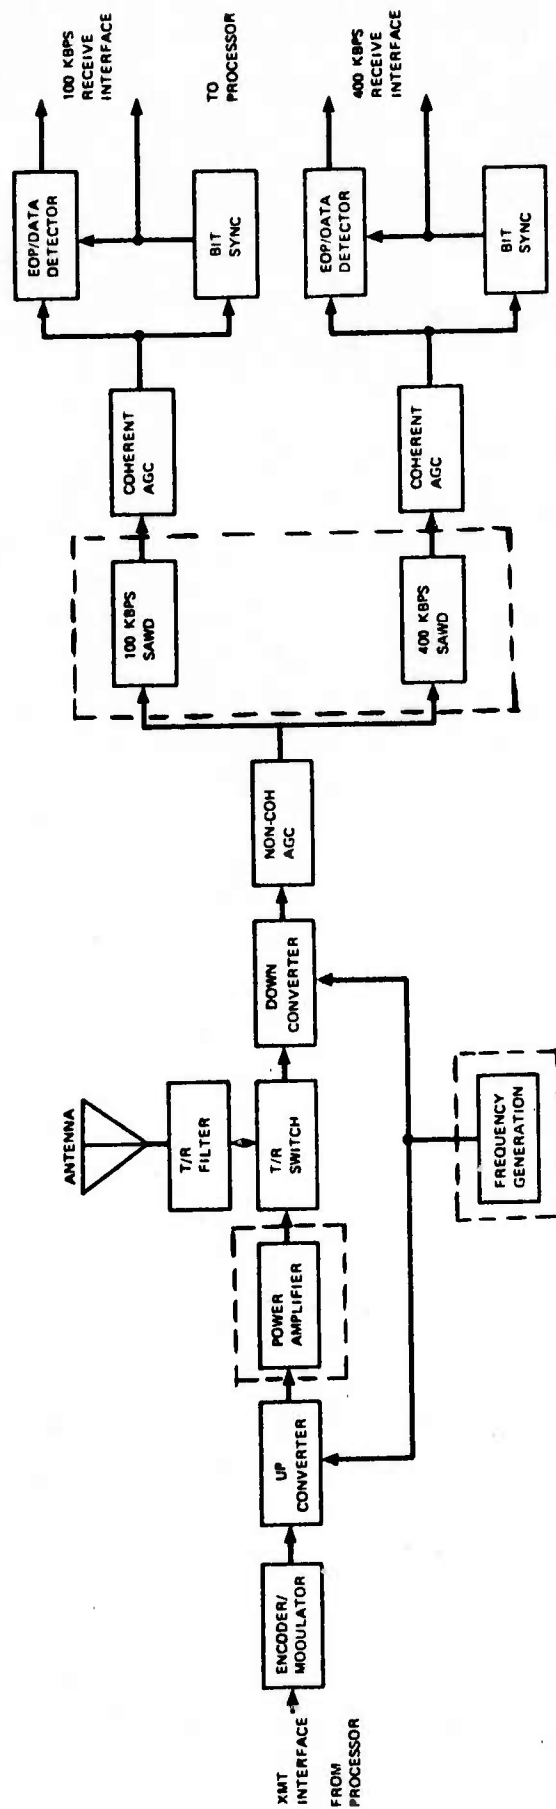 XMT
INTERFACE
FROM
PROCESSOR
ENCODER/
MODULATOR
UP
CONVERTER
POWER
AMPLIFIER
ANTENNA
T/R
FILTER
T/R
SWITCH
DOWN
CONVERTER
FREQUENCY
GENERATION
NON-COH
AGC
100 KBPS
SAWD
COHERENT
AGC
EOP/DATA
DETECTOR
BIT
SYNC
100 KBPS
RECEIVE
INTERFACE
TO
PROCESSOR
400 KBPS
SAWD
COHERENT
AGC
EOP/DATA
DETECTOR
BIT
SYNC
400 KBPS
RECEIVE
INTERFACE